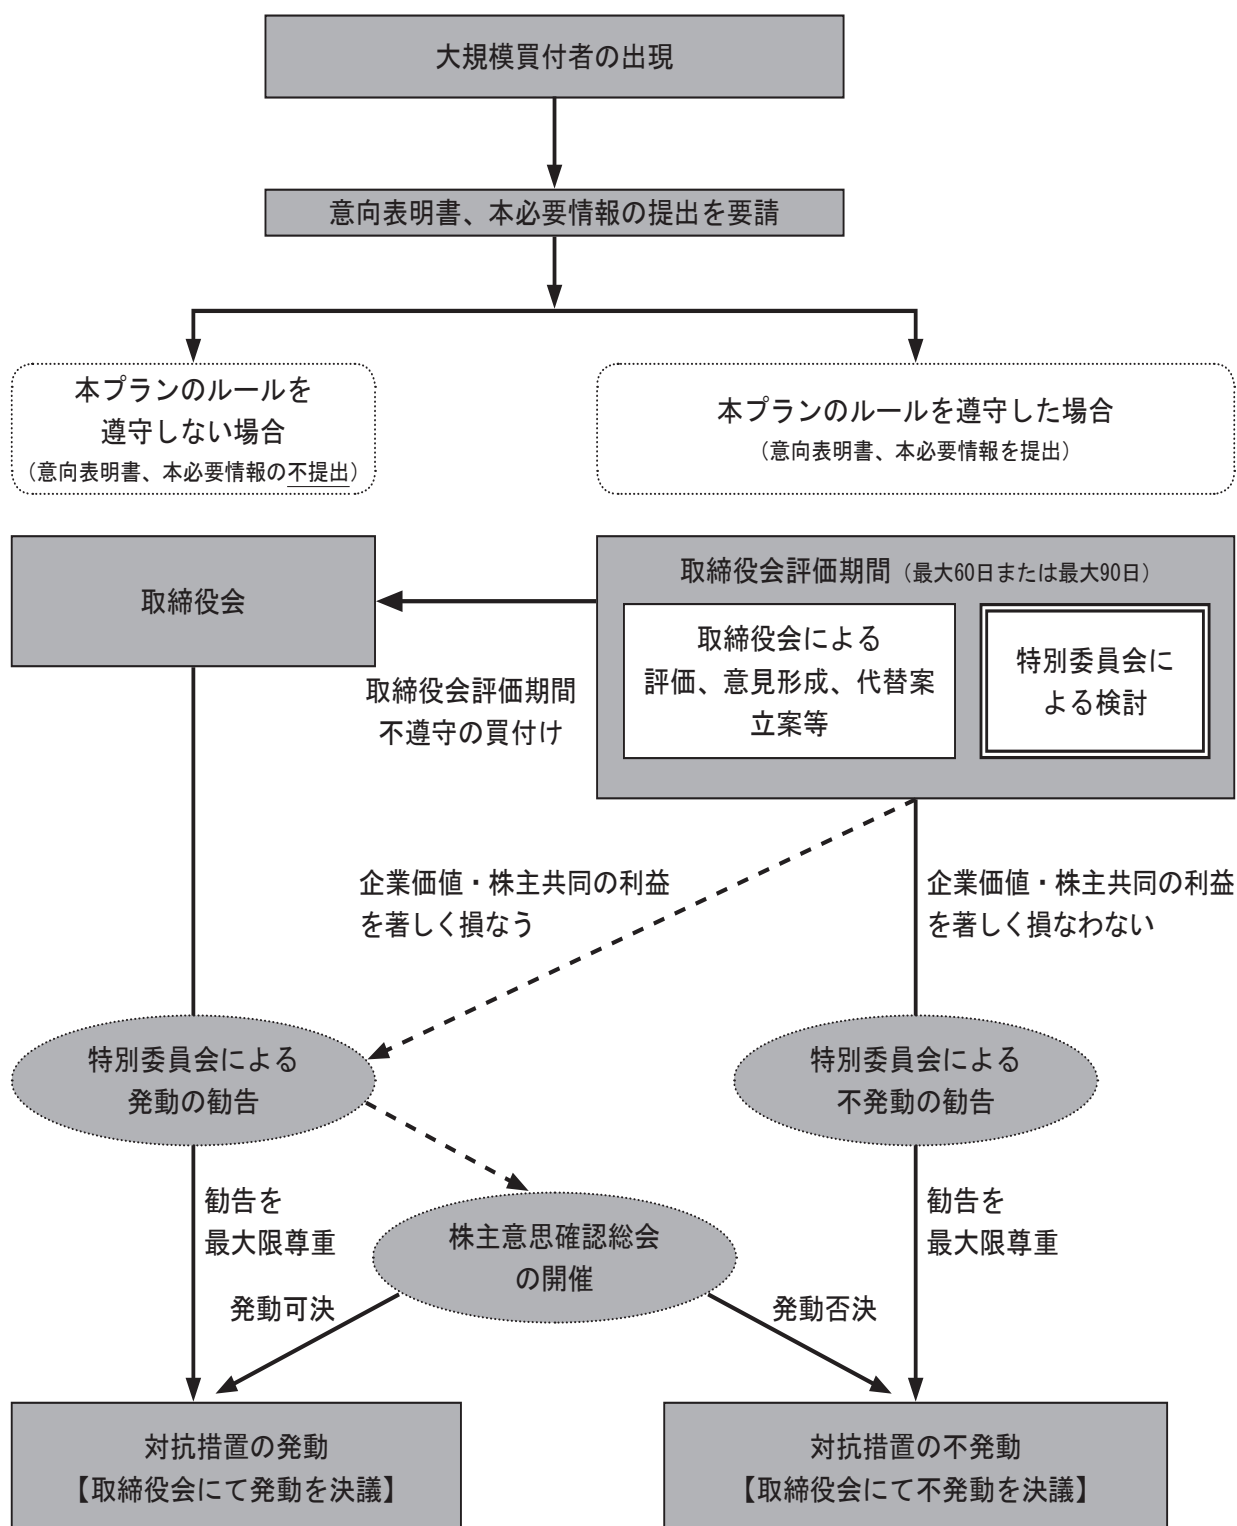 大規模買付者の出現
意向表明書、本必要情報の提出を要請
本プランのルールを
遵守しない場合
（意向表明書、本必要情報の不提出）
本プランのルールを遵守した場合
（意向表明書、本必要情報を提出）
取締役会
取締役会評価期間（最大60日または最大90日）
取締役会による
評価、意見形成、代替案
立案等
特別委員会に
よる検討
取締役会評価期間
不遵守の買付け
企業価値・株主共同の利益
を著しく損なう
企業価値・株主共同の利益
を著しく損なわない
特別委員会による
発動の勧告
特別委員会による
不発動の勧告
勧告を
最大限尊重
株主意思確認総会
の開催
勧告を
最大限尊重
発動可決
発動否決
対抗措置の発動
【取締役会にて発動を決議】
対抗措置の不発動
【取締役会にて不発動を決議】